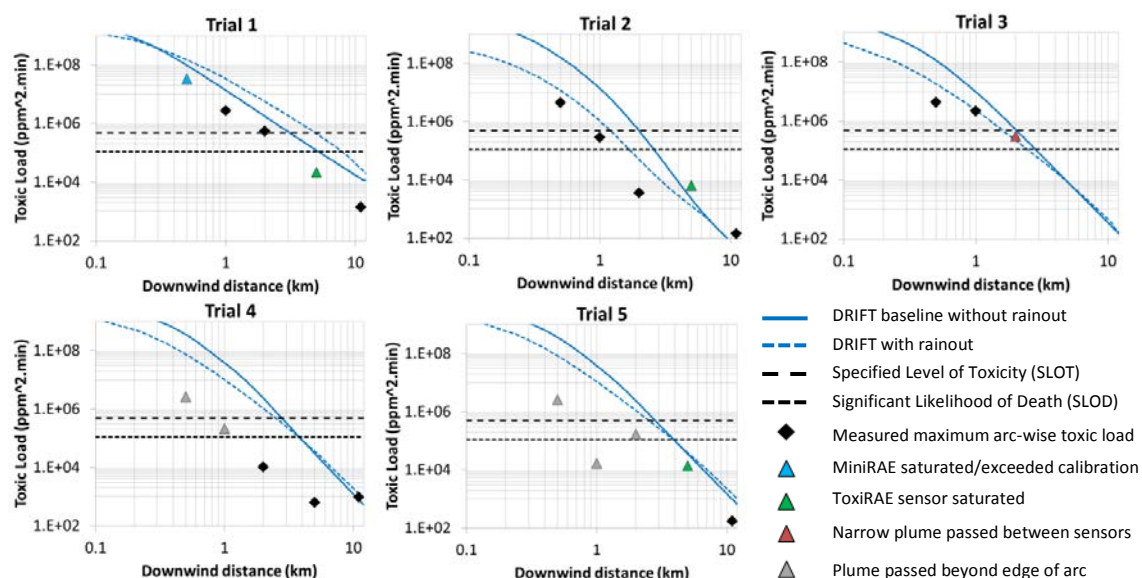 Trial 1
Toxic Load (ppm^2.min)
1.E+08
1.E+06
1.E+04
1.E+02
0.1 1 10
Downwind distance (km)
Trial 2
Toxic Load (ppm^2.min)
1.E+08
1.E+06
1.E+04
1.E+02
0.1 1 10
Downwind distance (km)
Trial 3
Toxic Load (ppm^2.min)
1.E+08
1.E+06
1.E+04
1.E+02
0.1 1 10
Downwind distance (km)
Trial 4
Toxic Load (ppm^2.min)
1.E+08
1.E+06
1.E+04
1.E+02
0.1 1 10
Downwind distance (km)
Trial 5
Toxic Load (ppm^2.min)
1.E+08
1.E+06
1.E+04
1.E+02
0.1 1 10
Downwind distance (km)
DRIFT baseline without rainout
DRIFT with rainout
Specified Level of Toxicity (SLOT)
Significant Likelihood of Death (SLOD)
Measured maximum arc-wise toxic load
MiniRAE saturated/exceeded calibration
ToxiRAE sensor saturated
Narrow plume passed between sensors
Plume passed beyond edge of arc